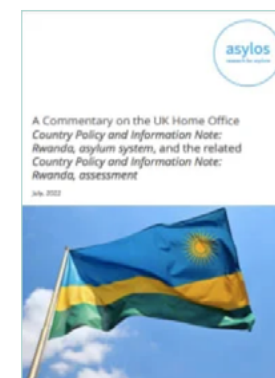 asylos
research for asylum
A Commentary on the UK Home Office
Country Policy and Information Note:
Rwanda, asylum system, and the related
Country Policy and Information Note:
Rwanda, assessment
July, 2022